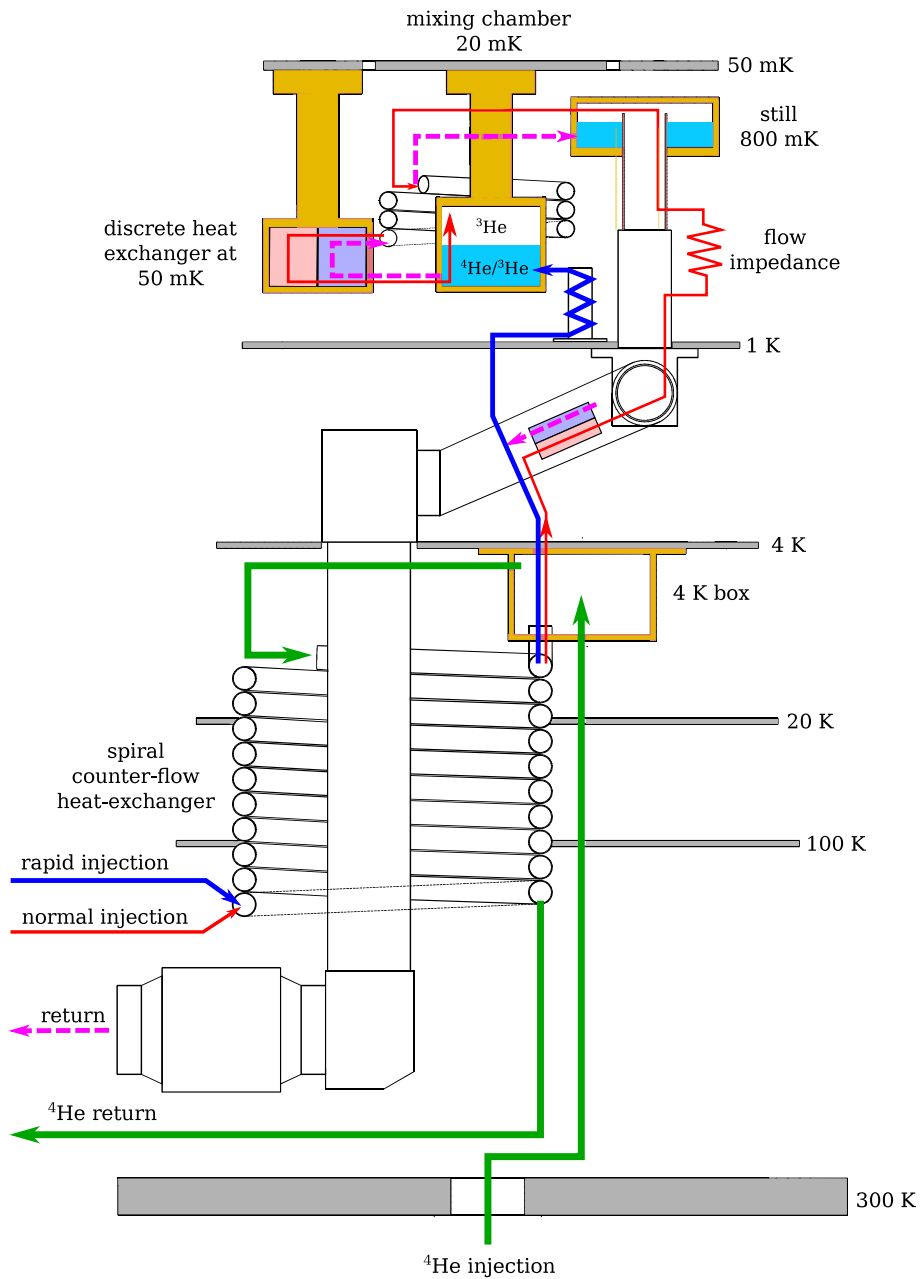 mixing chamber
20 mK
50 mK
still
800 mK
discrete heat
exchanger at
50 mK
³He
⁴He/³He
flow
impedance
1 K
4 K
4 K box
20 K
spiral
counter-flow
heat-exchanger
100 K
rapid injection
normal injection
return
⁴He return
300 K
⁴He injection